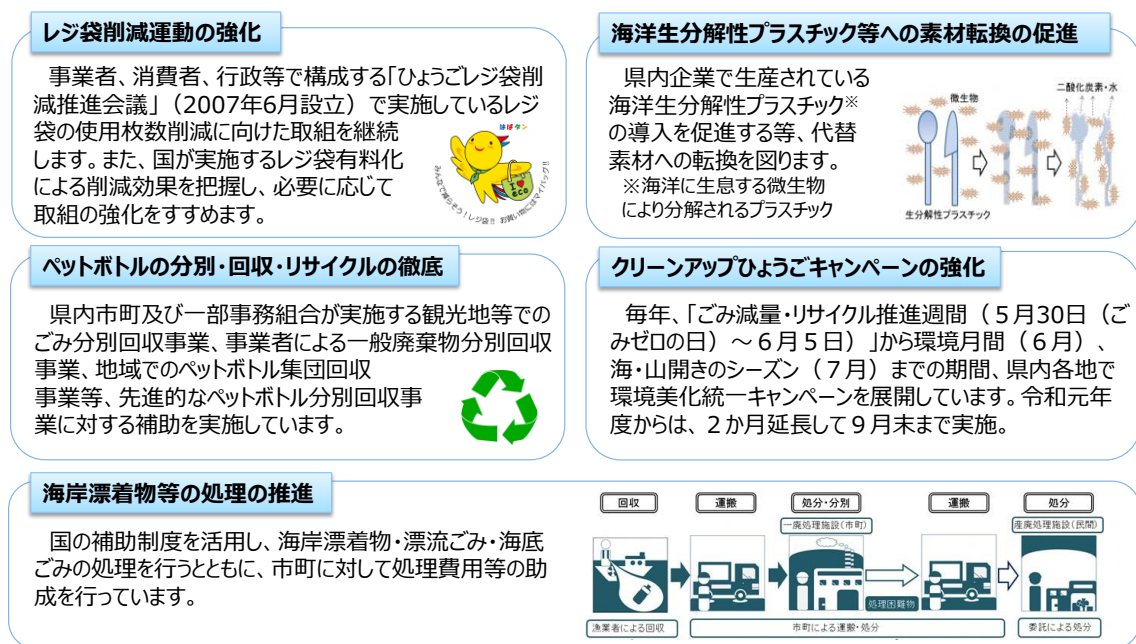 レジ袋削減運動の強化
事業者、消費者、行政等で構成する「ひょうごレジ袋削
減推進会議」（2007年6月設立）で実施しているレジ
袋の使用枚数削減に向けた取組を継続
します。また、国が実施するレジ袋有料化
による削減効果を把握し、必要に応じて
取組の強化をすすめます。
はばタン
I ♥ eco
みんなで減らそう！レジ袋!! お買い物にはマイバッグ!!
海洋生分解性プラスチック等への素材転換の促進
県内企業で生産されている
海洋生分解性プラスチック※
の導入を促進する等、代替
素材への転換を図ります。
※海洋に生息する微生物
により分解されるプラスチック
微生物
二酸化炭素・水
生分解性プラスチック
ペットボトルの分別・回収・リサイクルの徹底
県内市町及び一部事務組合が実施する観光地等での
ごみ分別回収事業、事業者による一般廃棄物分別回収
事業、地域でのペットボトル集団回収
事業等、先進的なペットボトル分別回収事
業に対する補助を実施しています。
クリーンアップひょうごキャンペーンの強化
毎年、「ごみ減量・リサイクル推進週間（５月30日（ご
みゼロの日）～６月５日）」から環境月間（６月）、
海・山開きのシーズン（７月）までの期間、県内各地で
環境美化統一キャンペーンを展開しています。令和元年
度からは、２か月延長して９月末まで実施。
海岸漂着物等の処理の推進
国の補助制度を活用し、海岸漂着物・漂流ごみ・海底
ごみの処理を行うとともに、市町に対して処理費用等の助
成を行っています。
回収
運搬
処分・分別
運搬
処分
一廃処理施設（市町）
産廃処理施設（民間）
処理困難物
漁業者による回収
市町による運搬・処分
委託による処分